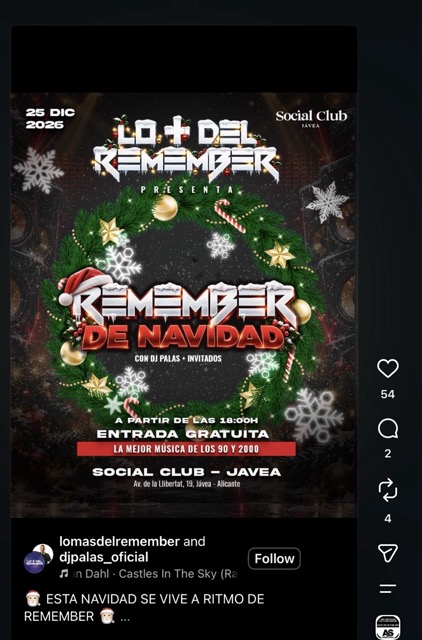 25 DIC
2026
Social Club
JÁVEA
LO + DEL
REMEMBER
PRESENTA
REMEMBER
DE NAVIDAD
CON DJ PALAS + INVITADOS
A PARTIR DE LAS 18:00H
ENTRADA GRATUITA
LA MEJOR MÚSICA DE LOS 90 Y 2000
SOCIAL CLUB - JAVEA
Av. de la Llibertat, 19, Jávea - Alicante
54
2
4
lomasdelremember and
djpalas_oficial
Follow
n Dahl · Castles In The Sky (Ra
ESTA NAVIDAD SE VIVE A RITMO DE
REMEMBER ...